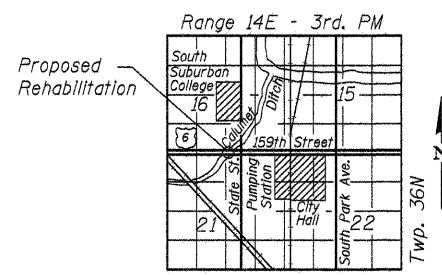 Range 14E - 3rd. PM
Proposed
Rehabilitation
South
Suburban
College
16
15
Calumet
Ditch
6
159th Street
State St.
Pumping
Station
City
Hall
South Park Ave.
21
22
Twp. 36N
N